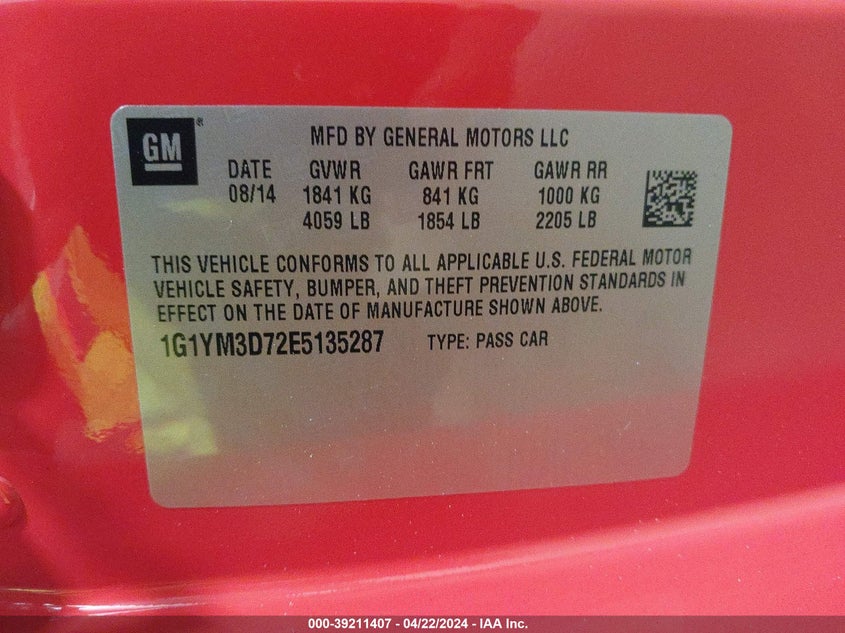 GM®
MFD BY GENERAL MOTORS LLC
DATE GVWR GAWR FRT GAWR RR
08/14 1841 KG 841 KG 1000 KG
4059 LB 1854 LB 2205 LB
THIS VEHICLE CONFORMS TO ALL APPLICABLE U.S. FEDERAL MOTOR
VEHICLE SAFETY, BUMPER, AND THEFT PREVENTION STANDARDS IN
EFFECT ON THE DATE OF MANUFACTURE SHOWN ABOVE.
1G1YM3D72E5135287 TYPE: PASS CAR
000-39211407 - 04/22/2024 - IAA Inc.